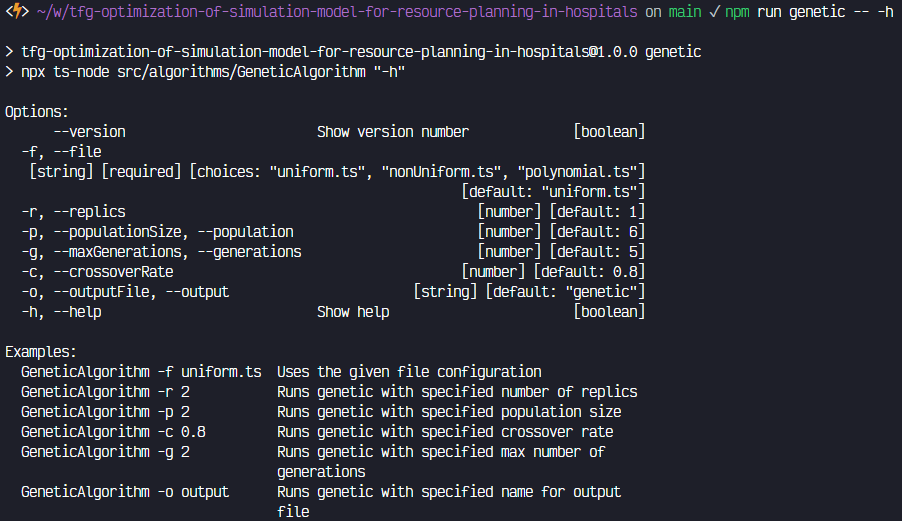 ~/w/tfg-optimization-of-simulation-model-for-resource-planning-in-hospitals on main ✓ npm run genetic -- -h
> tfg-optimization-of-simulation-model-for-resource-planning-in-hospitals@1.0.0 genetic
> npx ts-node src/algorithms/GeneticAlgorithm "-h"
Options:
--version Show version number [boolean]
-f, --file
[string] [required] [choices: "uniform.ts", "nonUniform.ts", "polynomial.ts"]
[default: "uniform.ts"]
-r, --replics [number] [default: 1]
-p, --populationSize, --population [number] [default: 6]
-g, --maxGenerations, --generations [number] [default: 5]
-c, --crossoverRate [number] [default: 0.8]
-o, --outputFile, --output [string] [default: "genetic"]
-h, --help Show help [boolean]
Examples:
GeneticAlgorithm -f uniform.ts Uses the given file configuration
GeneticAlgorithm -r 2 Runs genetic with specified number of replics
GeneticAlgorithm -p 2 Runs genetic with specified population size
GeneticAlgorithm -c 0.8 Runs genetic with specified crossover rate
GeneticAlgorithm -g 2 Runs genetic with specified max number of
generations
GeneticAlgorithm -o output Runs genetic with specified name for output
file